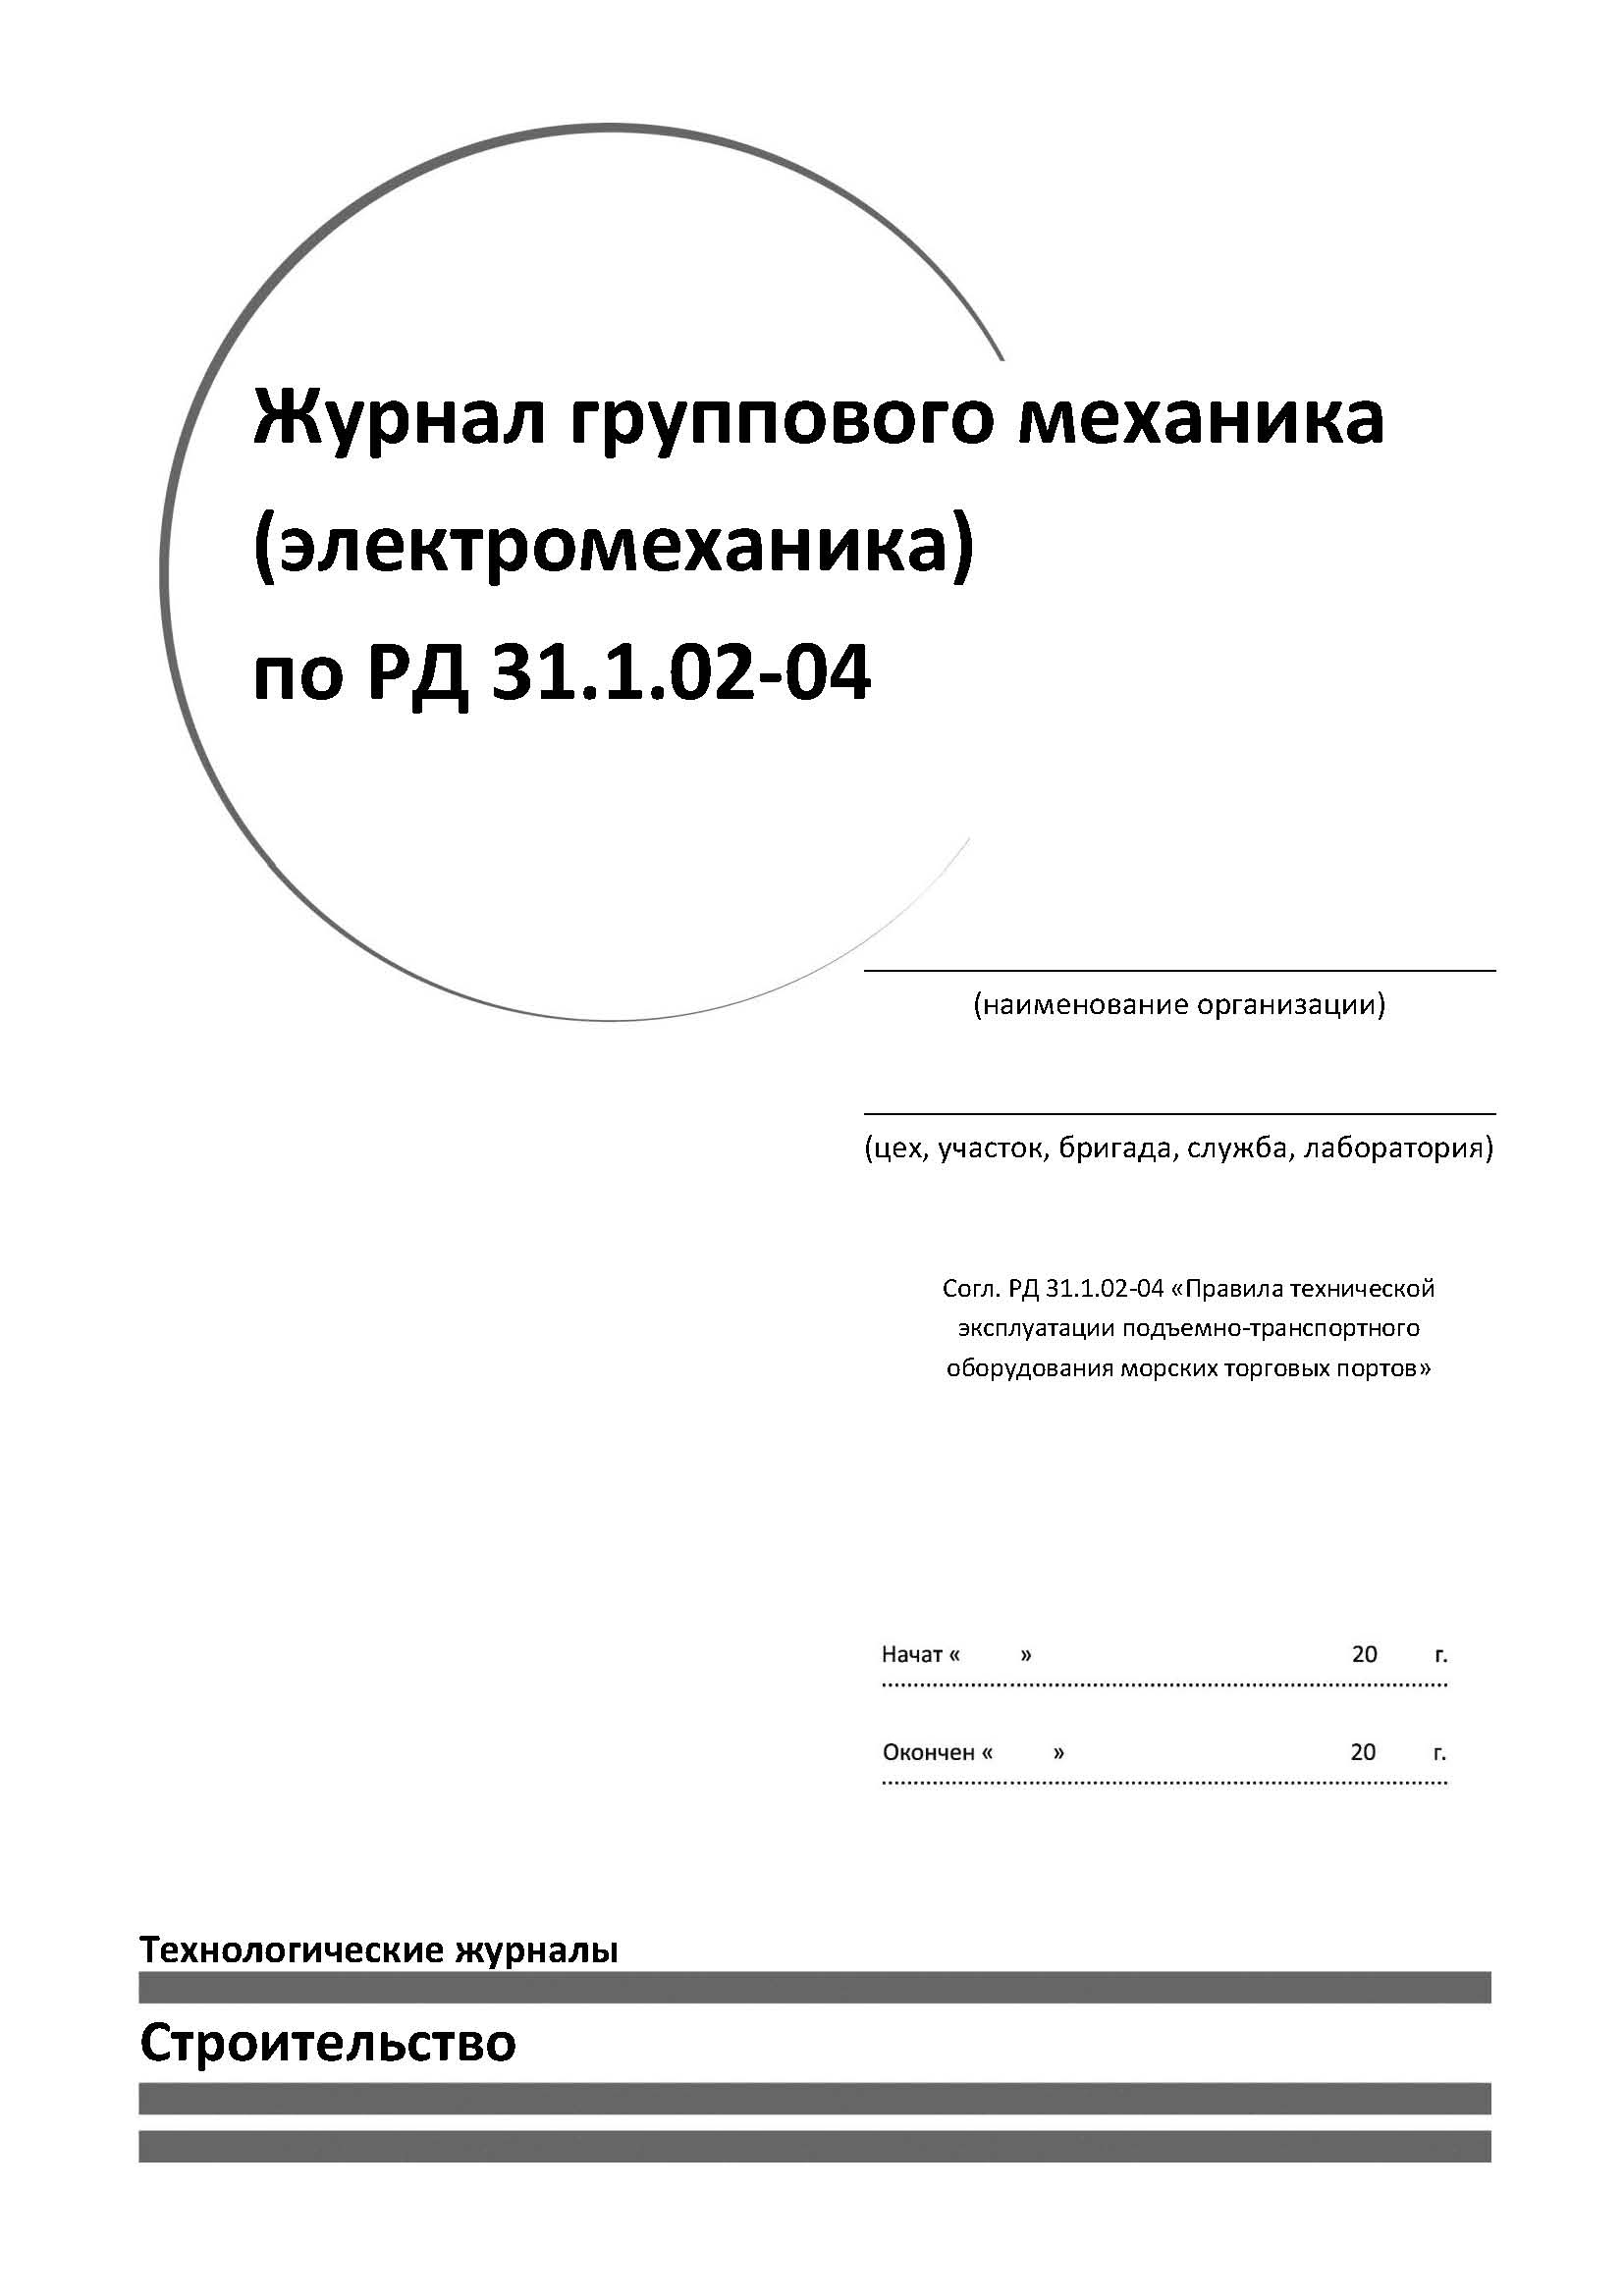 Журнал группового механика
(электромеханика)
по РД 31.1.02-04
(наименование организации)
(цех, участок, бригада, служба, лаборатория)
Согл. РД 31.1.02-04 «Правила технической
эксплуатации подъемно-транспортного
оборудования морских торговых портов»
Начат « » 20 г.
Окончен « » 20 г.
Технологические журналы
Строительство